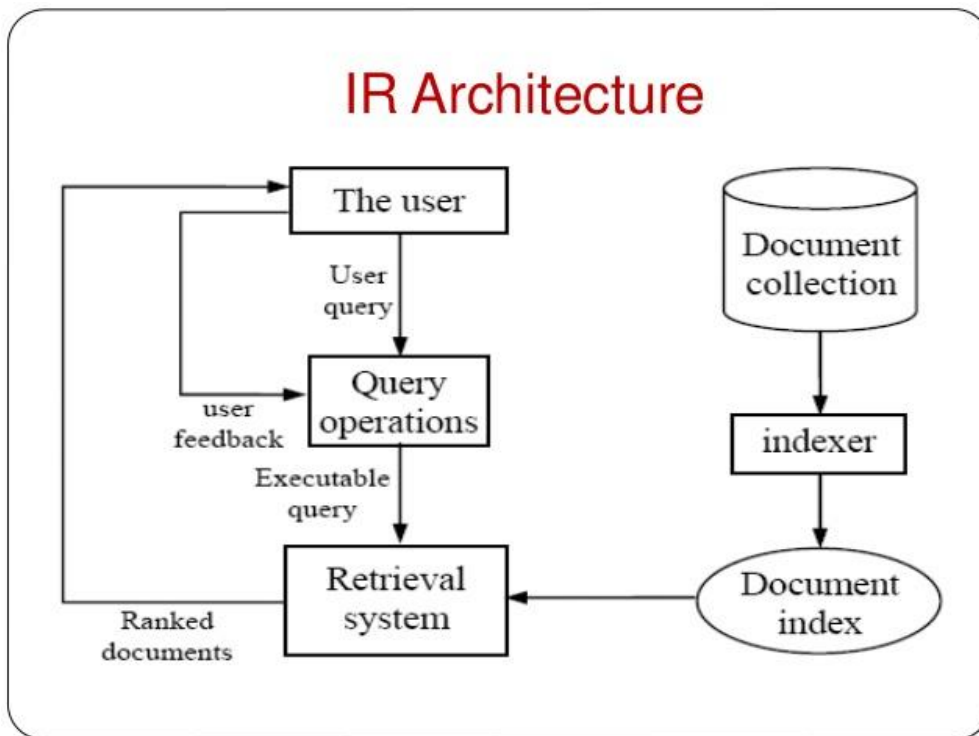 IR Architecture
The user
User
query
Query
operations
user
feedback
Executable
query
Retrieval
system
Ranked
documents
Document
collection
indexer
Document
index